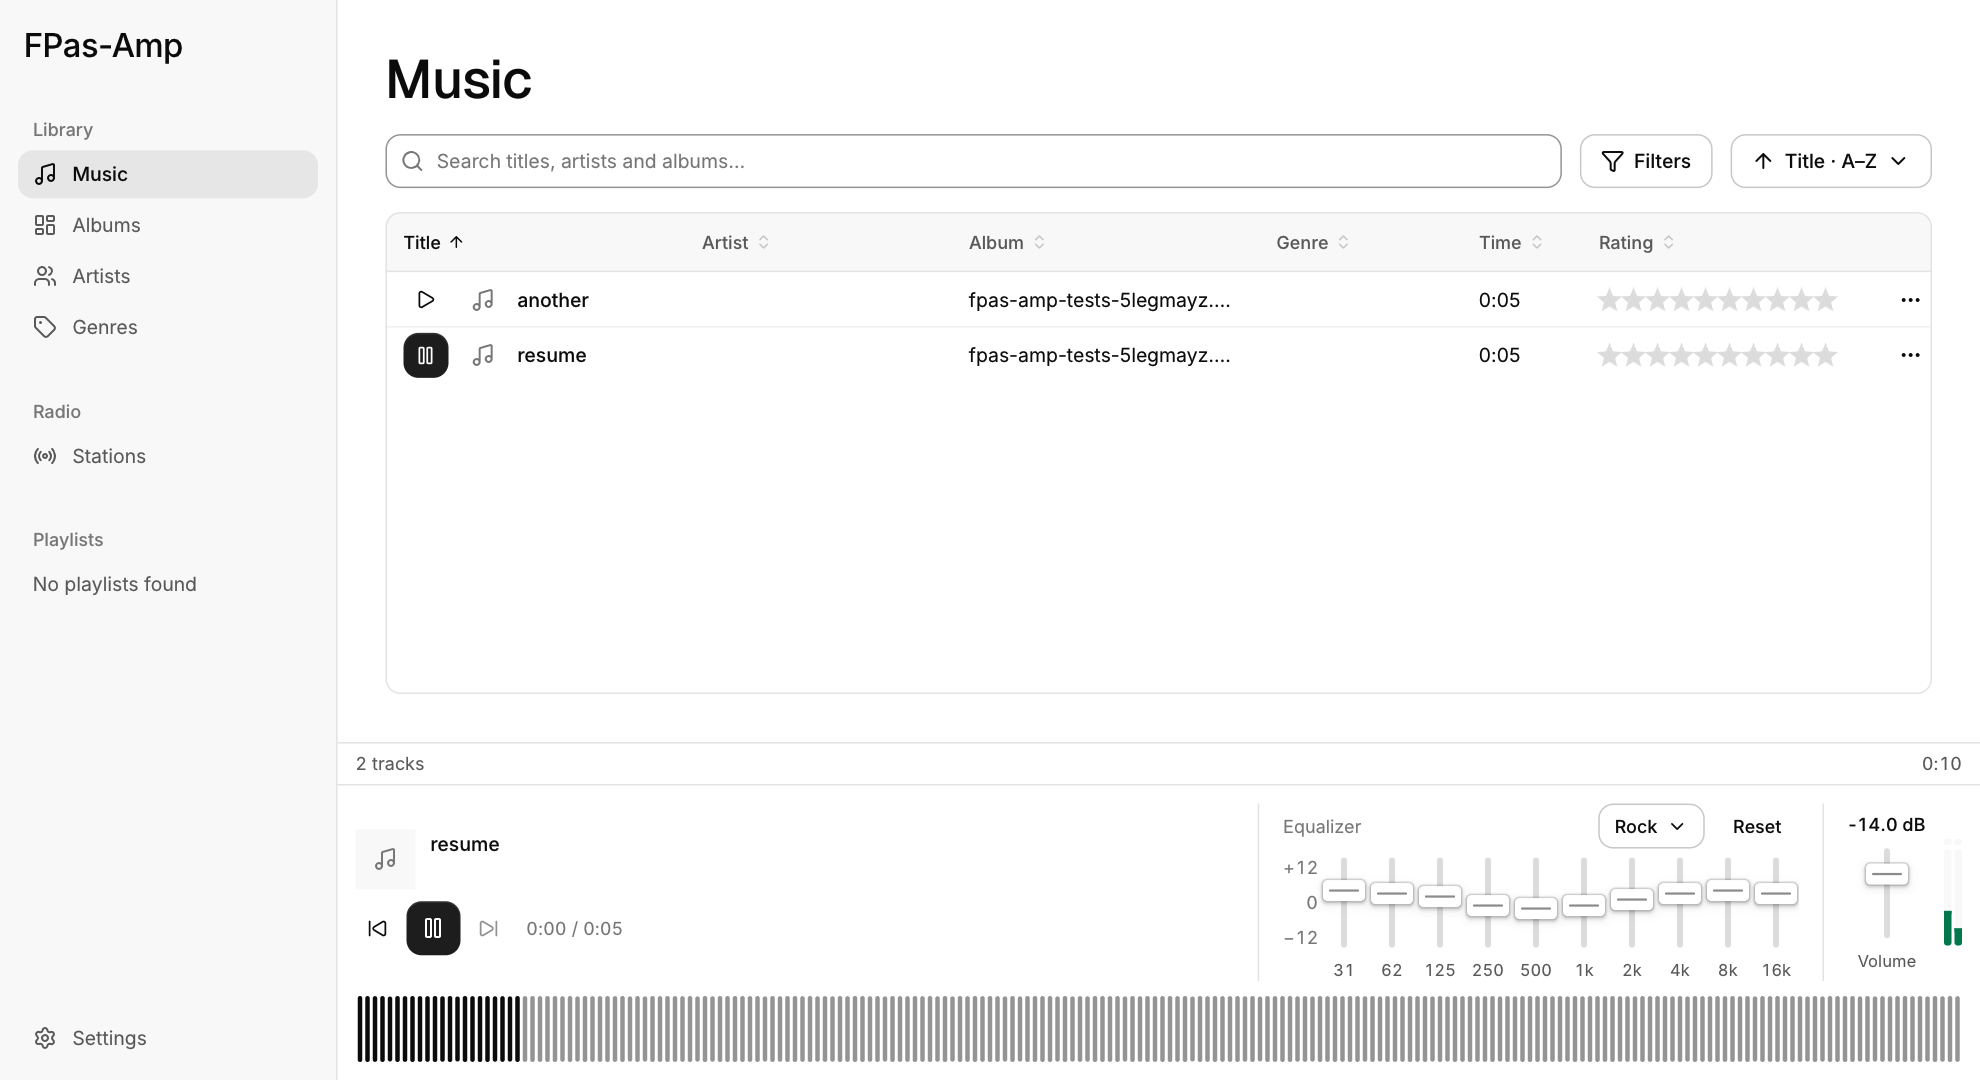 FPas-Amp
Library
Music
Albums
Artists
Genres
Radio
Stations
Playlists
No playlists found
Settings
Music
Search titles, artists and albums...
Filters
Title · A–Z
Title Artist Album Genre Time Rating
another fpas-amp-tests-5legmayz.... 0:05
resume fpas-amp-tests-5legmayz.... 0:05
2 tracks 0:10
resume
0:00 / 0:05
Equalizer Rock Reset
+12
0
−12
31 62 125 250 500 1k 2k 4k 8k 16k
-14.0 dB
Volume